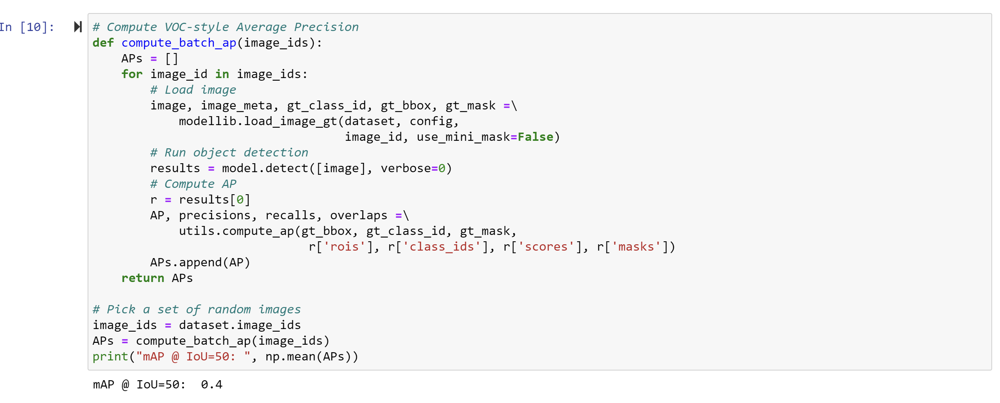 In [10]:
# Compute VOC-style Average Precision
def compute_batch_ap(image_ids):
    APs = []
    for image_id in image_ids:
        # Load image
        image, image_meta, gt_class_id, gt_bbox, gt_mask =\
            modellib.load_image_gt(dataset, config,
                                   image_id, use_mini_mask=False)
        # Run object detection
        results = model.detect([image], verbose=0)
        # Compute AP
        r = results[0]
        AP, precisions, recalls, overlaps =\
            utils.compute_ap(gt_bbox, gt_class_id, gt_mask,
                              r['rois'], r['class_ids'], r['scores'], r['masks'])
        APs.append(AP)
    return APs

# Pick a set of random images
image_ids = dataset.image_ids
APs = compute_batch_ap(image_ids)
print("mAP @ IoU=50: ", np.mean(APs))
mAP @ IoU=50:  0.4